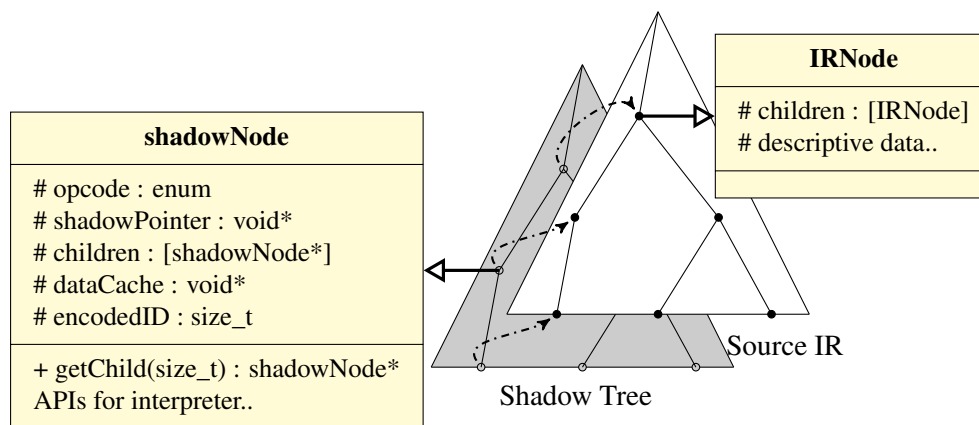 IRNode
# children : [IRNode]
# descriptive data..
shadowNode
# opcode : enum
# shadowPointer : void*
# children : [shadowNode*]
# dataCache : void*
# encodedID : size_t
+ getChild(size_t) : shadowNode*
APIs for interpreter..
Source IR
Shadow Tree